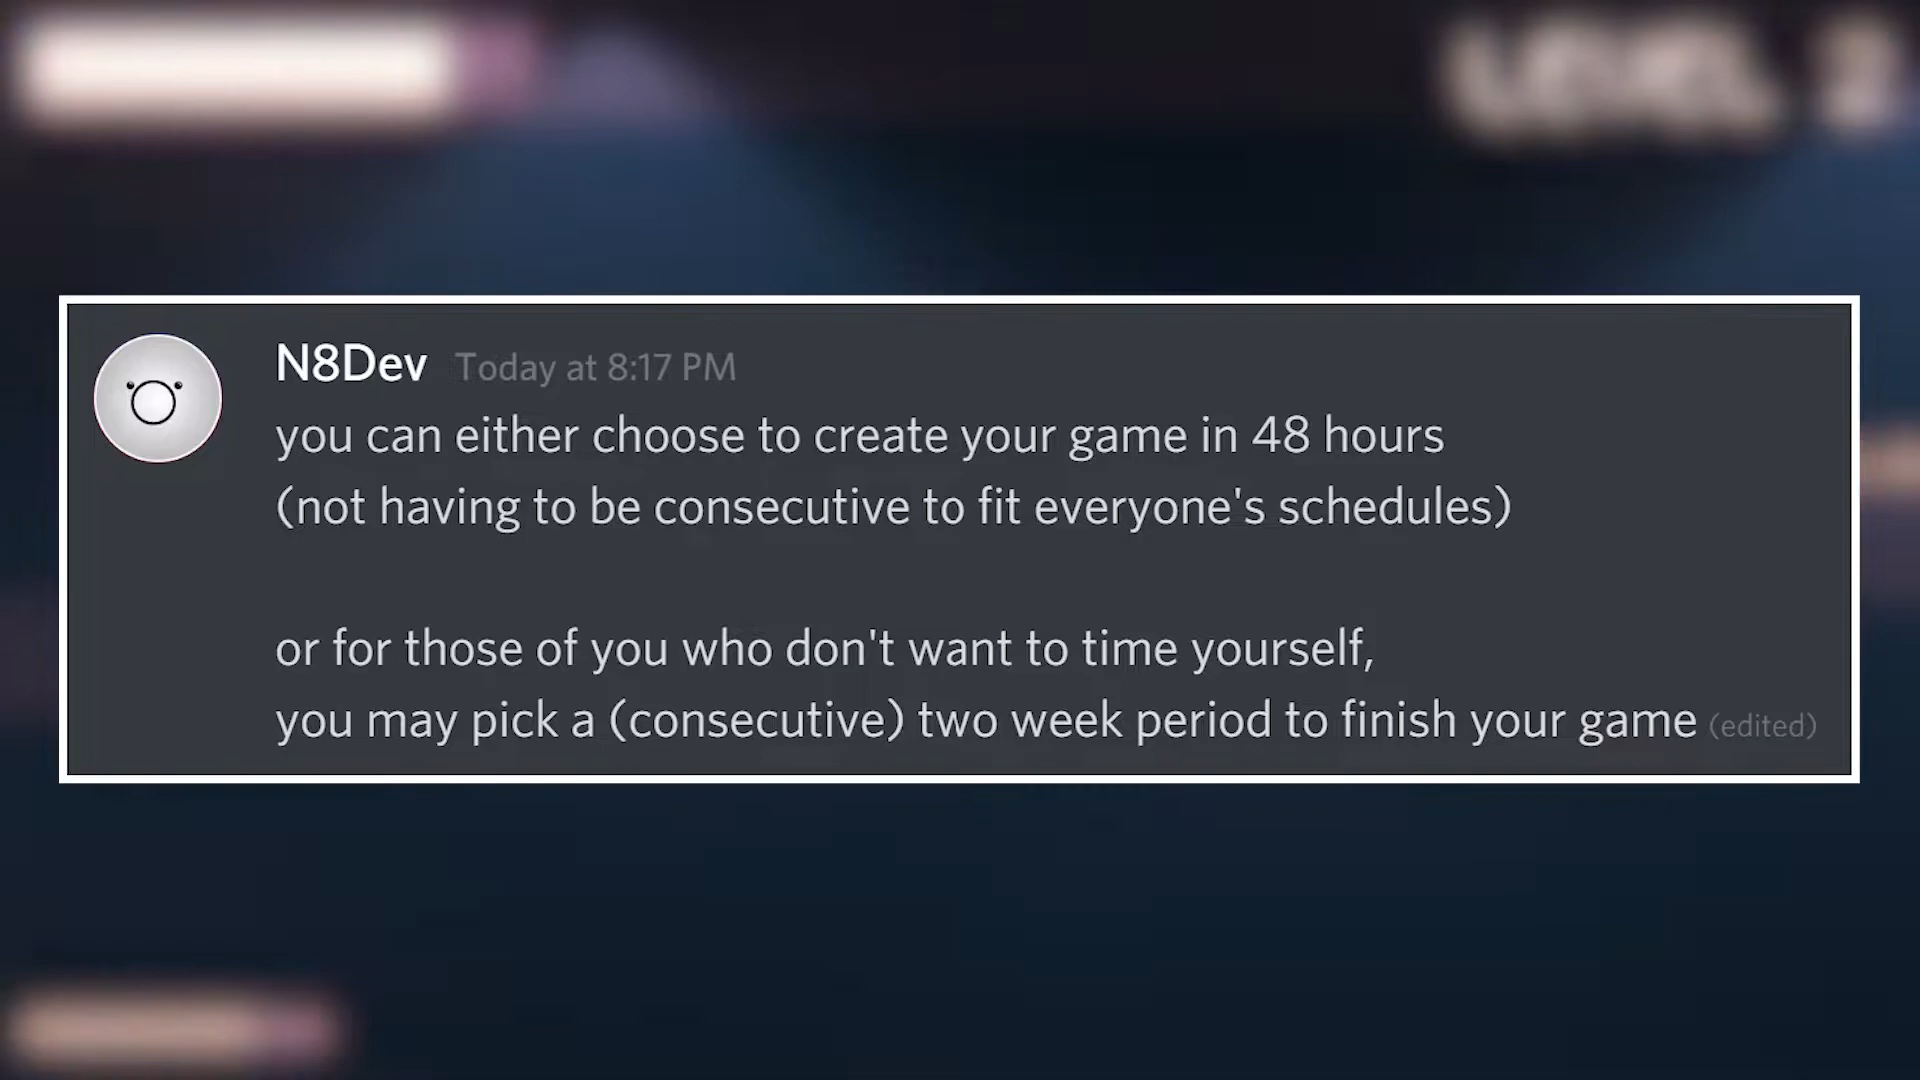 LEVEL 2
N8Dev Today at 8:17 PM
you can either choose to create your game in 48 hours
(not having to be consecutive to fit everyone's schedules)
or for those of you who don't want to time yourself,
you may pick a (consecutive) two week period to finish your game (edited)